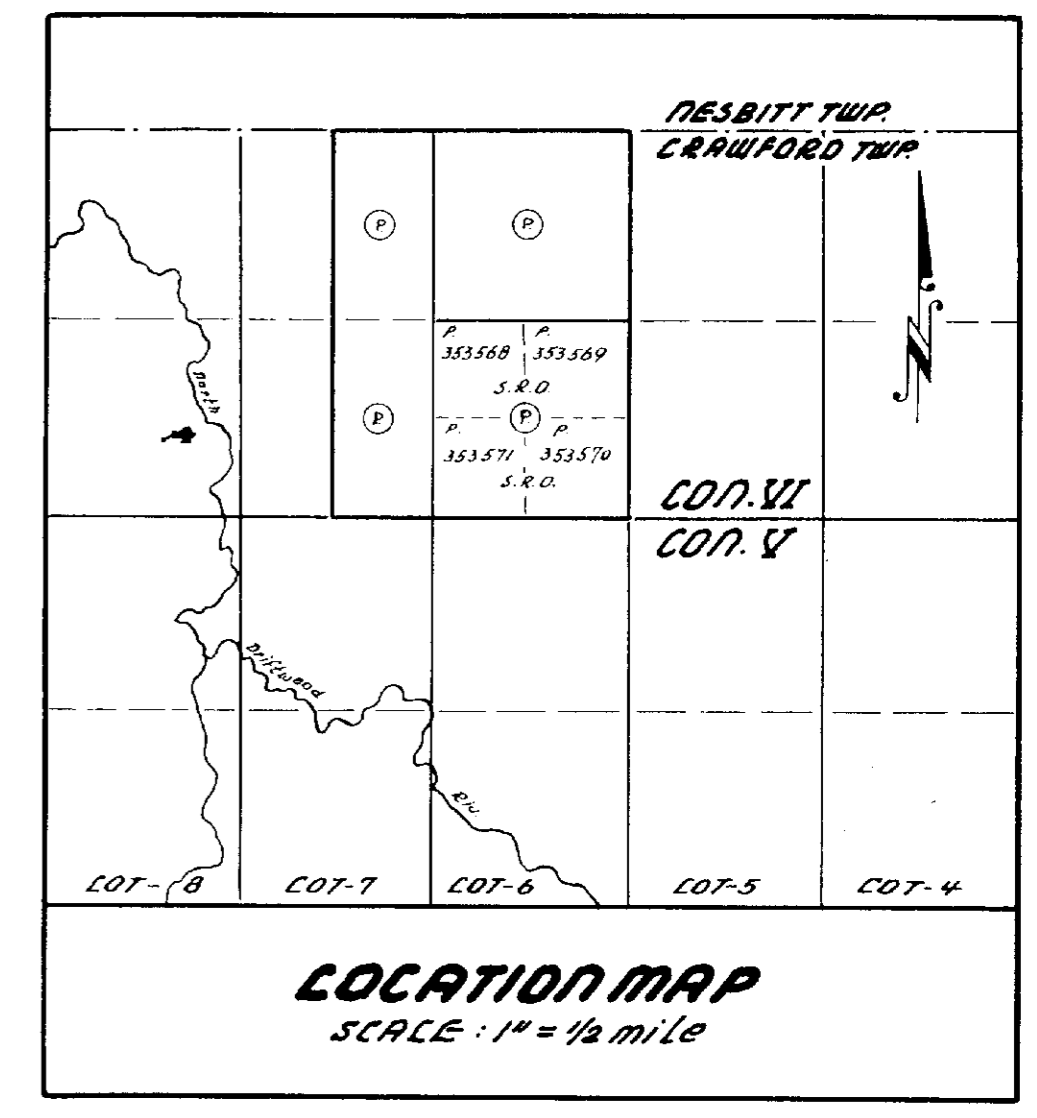 NESBITT TWP.
CRAWFORD TWP.
P.
P.
N
P. P.
353568 353569
S.R.O.
P.
P.
P. P.
353571 353570
S.R.O.
North
CON. VI
CON. V
Driftwood
Riv.
LOT-8 LOT-7 LOT-6 LOT-5 LOT-4
LOCATION MAP
SCALE : 1" = 1/2 mile